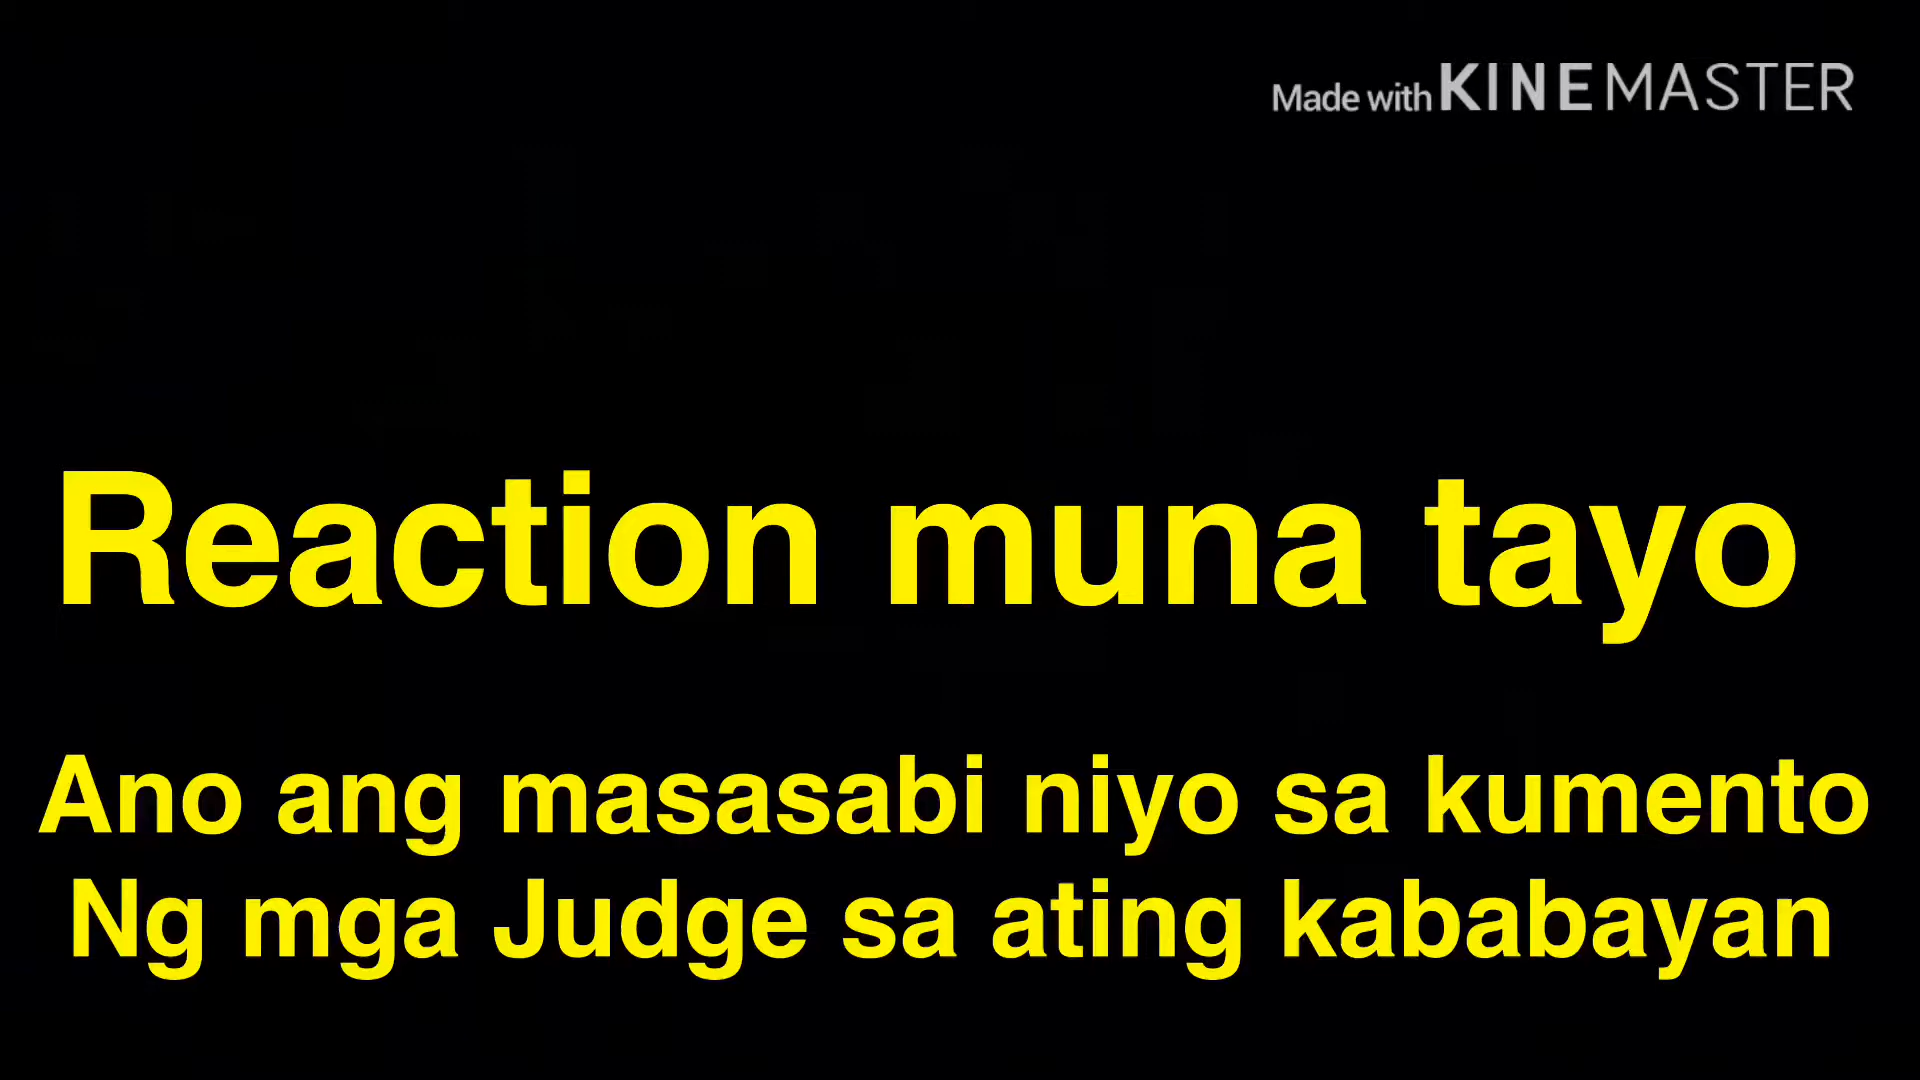 Made with KINEMASTER
Reaction muna tayo
Ano ang masasabi niyo sa kumento
Ng mga Judge sa ating kababayan